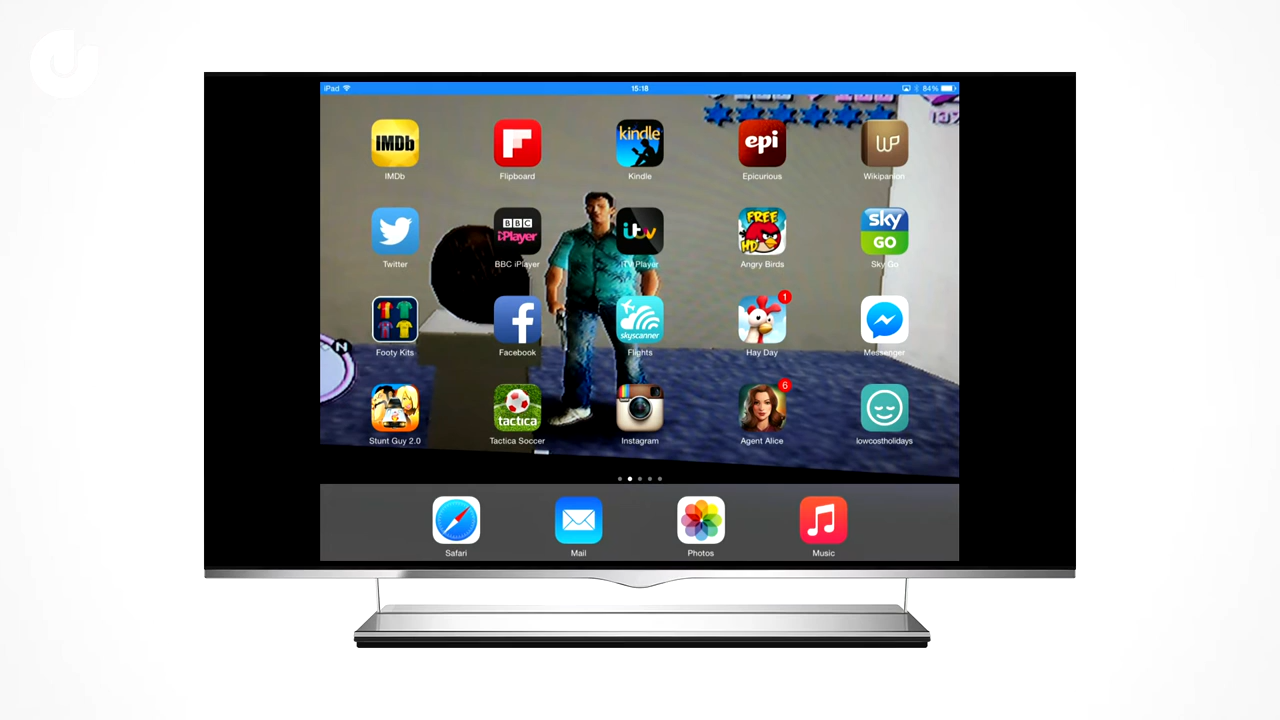 iPad 15:18 84%
IMDb kindle epi WP
IMDb Flipboard Kindle Epicurious Wikipanion
BBC iPlayer itv FREE HD sky GO
Twitter BBC iPlayer ITV Player Angry Birds Sky Go
skyscanner 1
Footy Kits Facebook Flights Hay Day Messenger
tactica 6
Stunt Guy 2.0 Tactica Soccer Instagram Agent Alice lowcostholidays
N
Safari Mail Photos Music